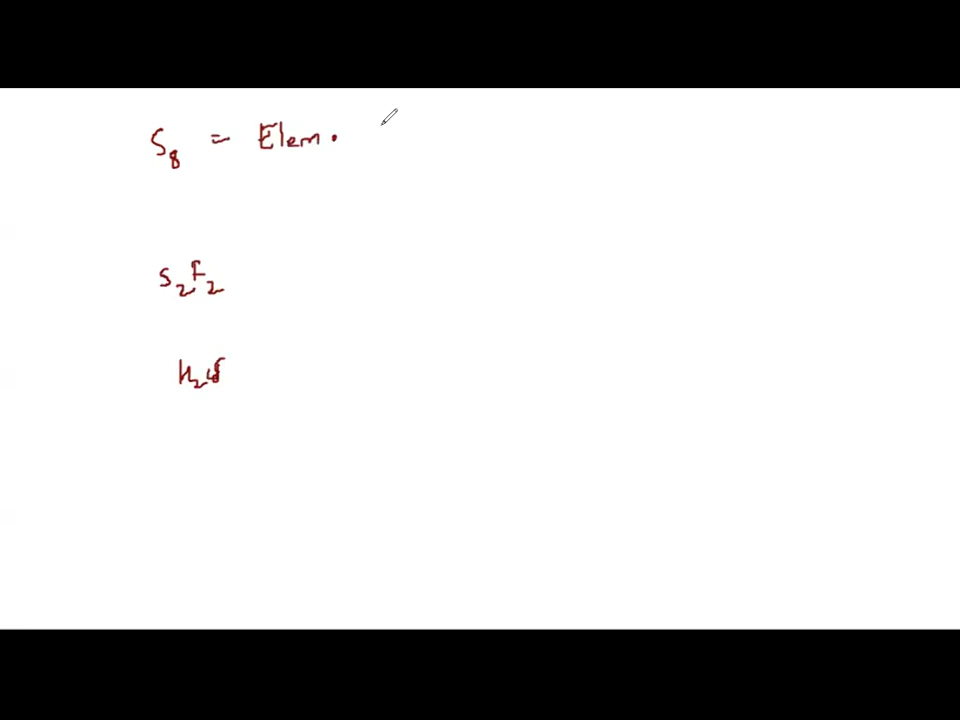 S₈ = Elem.
S₂F₂
H₂S